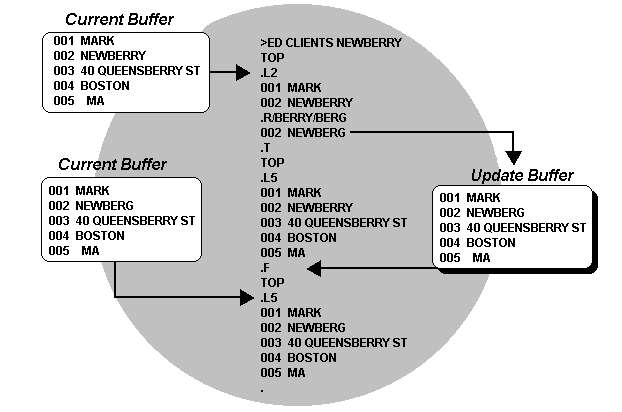 Current Buffer
001 MARK
002 NEWBERRY
003 40 QUEENSBERRY ST
004 BOSTON
005 MA
Current Buffer
001 MARK
002 NEWBERG
003 40 QUEENSBERRY ST
004 BOSTON
005 MA
>ED CLIENTS NEWBERRY
TOP
.L2
001 MARK
002 NEWBERRY
.R/BERRY/BERG
002 NEWBERG
.T
TOP
.L5
001 MARK
002 NEWBERRY
003 40 QUEENSBERRY ST
004 BOSTON
005 MA
.F
TOP
.L5
001 MARK
002 NEWBERG
003 40 QUEENSBERRY ST
004 BOSTON
005 MA
.
Update Buffer
001 MARK
002 NEWBERG
003 40 QUEENSBERRY ST
004 BOSTON
005 MA